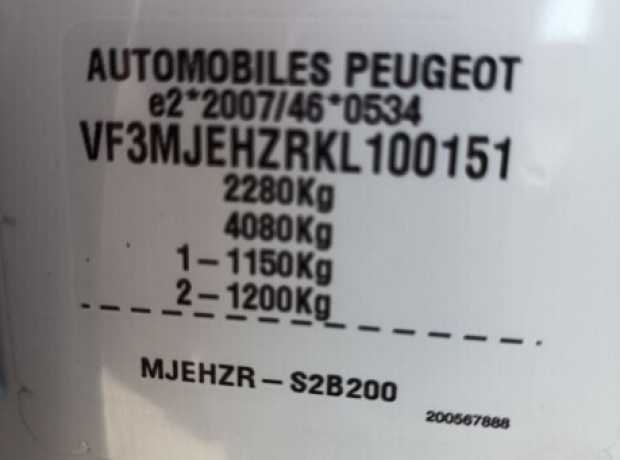 AUTOMOBILES PEUGEOT
e2*2007/46*0534
VF3MJEHZRKL100151
2280Kg
4080Kg
1-1150Kg
2-1200Kg
MJEHZR-S2B200
200567888